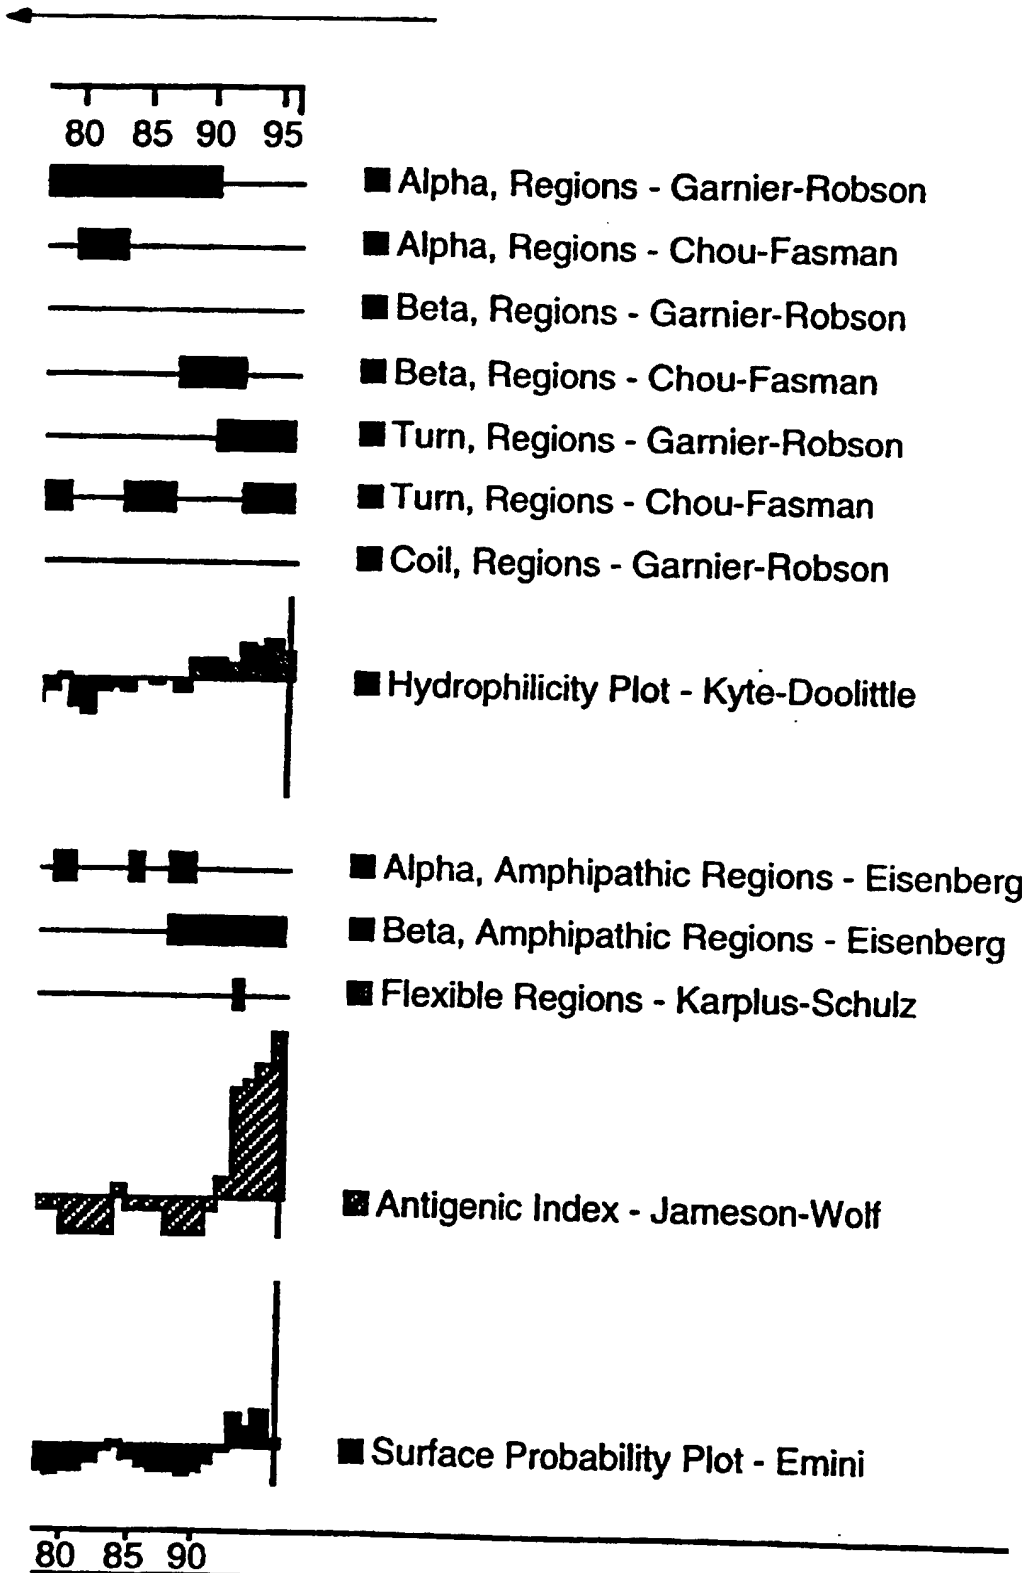 80 85 90 95
Alpha, Regions - Garnier-Robson
Alpha, Regions - Chou-Fasman
Beta, Regions - Garnier-Robson
Beta, Regions - Chou-Fasman
Turn, Regions - Garnier-Robson
Turn, Regions - Chou-Fasman
Coil, Regions - Garnier-Robson
Hydrophilicity Plot - Kyte-Doolittle
Alpha, Amphipathic Regions - Eisenberg
Beta, Amphipathic Regions - Eisenberg
Flexible Regions - Karplus-Schulz
Antigenic Index - Jameson-Wolf
Surface Probability Plot - Emini
80 85 90